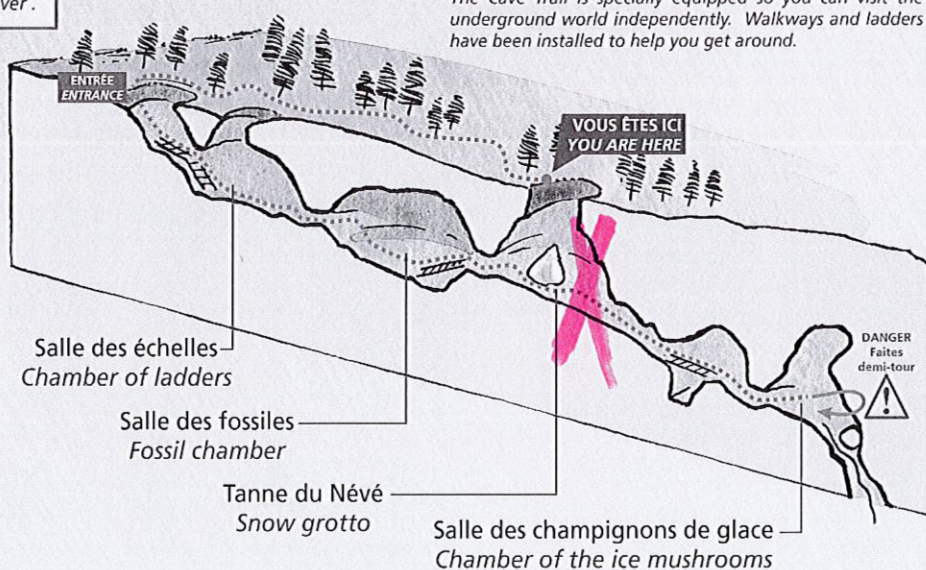 ver'.
The Cave Trail is specially equipped so you can visit the
underground world independently. Walkways and ladders
have been installed to help you get around.
ENTRÉE
ENTRANCE
VOUS ÊTES ICI
YOU ARE HERE
DANGER
Faites
demi-tour
!
Salle des échelles
Chamber of ladders
Salle des fossiles
Fossil chamber
Tanne du Névé
Snow grotto
Salle des champignons de glace
Chamber of the ice mushrooms